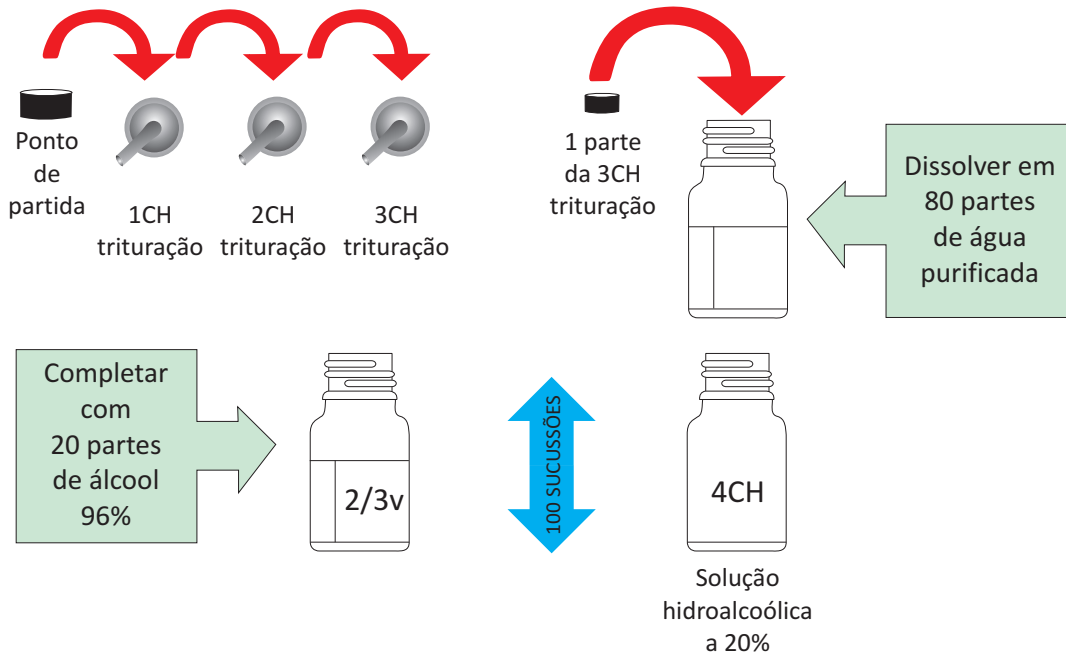 Ponto
de
partida
1CH
trituração
2CH
trituração
3CH
trituração
1 parte
da 3CH
trituração
Dissolver em
80 partes
de água
purificada
Completar
com
20 partes
de álcool
96%
2/3v
100 SUCUSSÕES
4CH
Solução
hidroalcoólica
a 20%